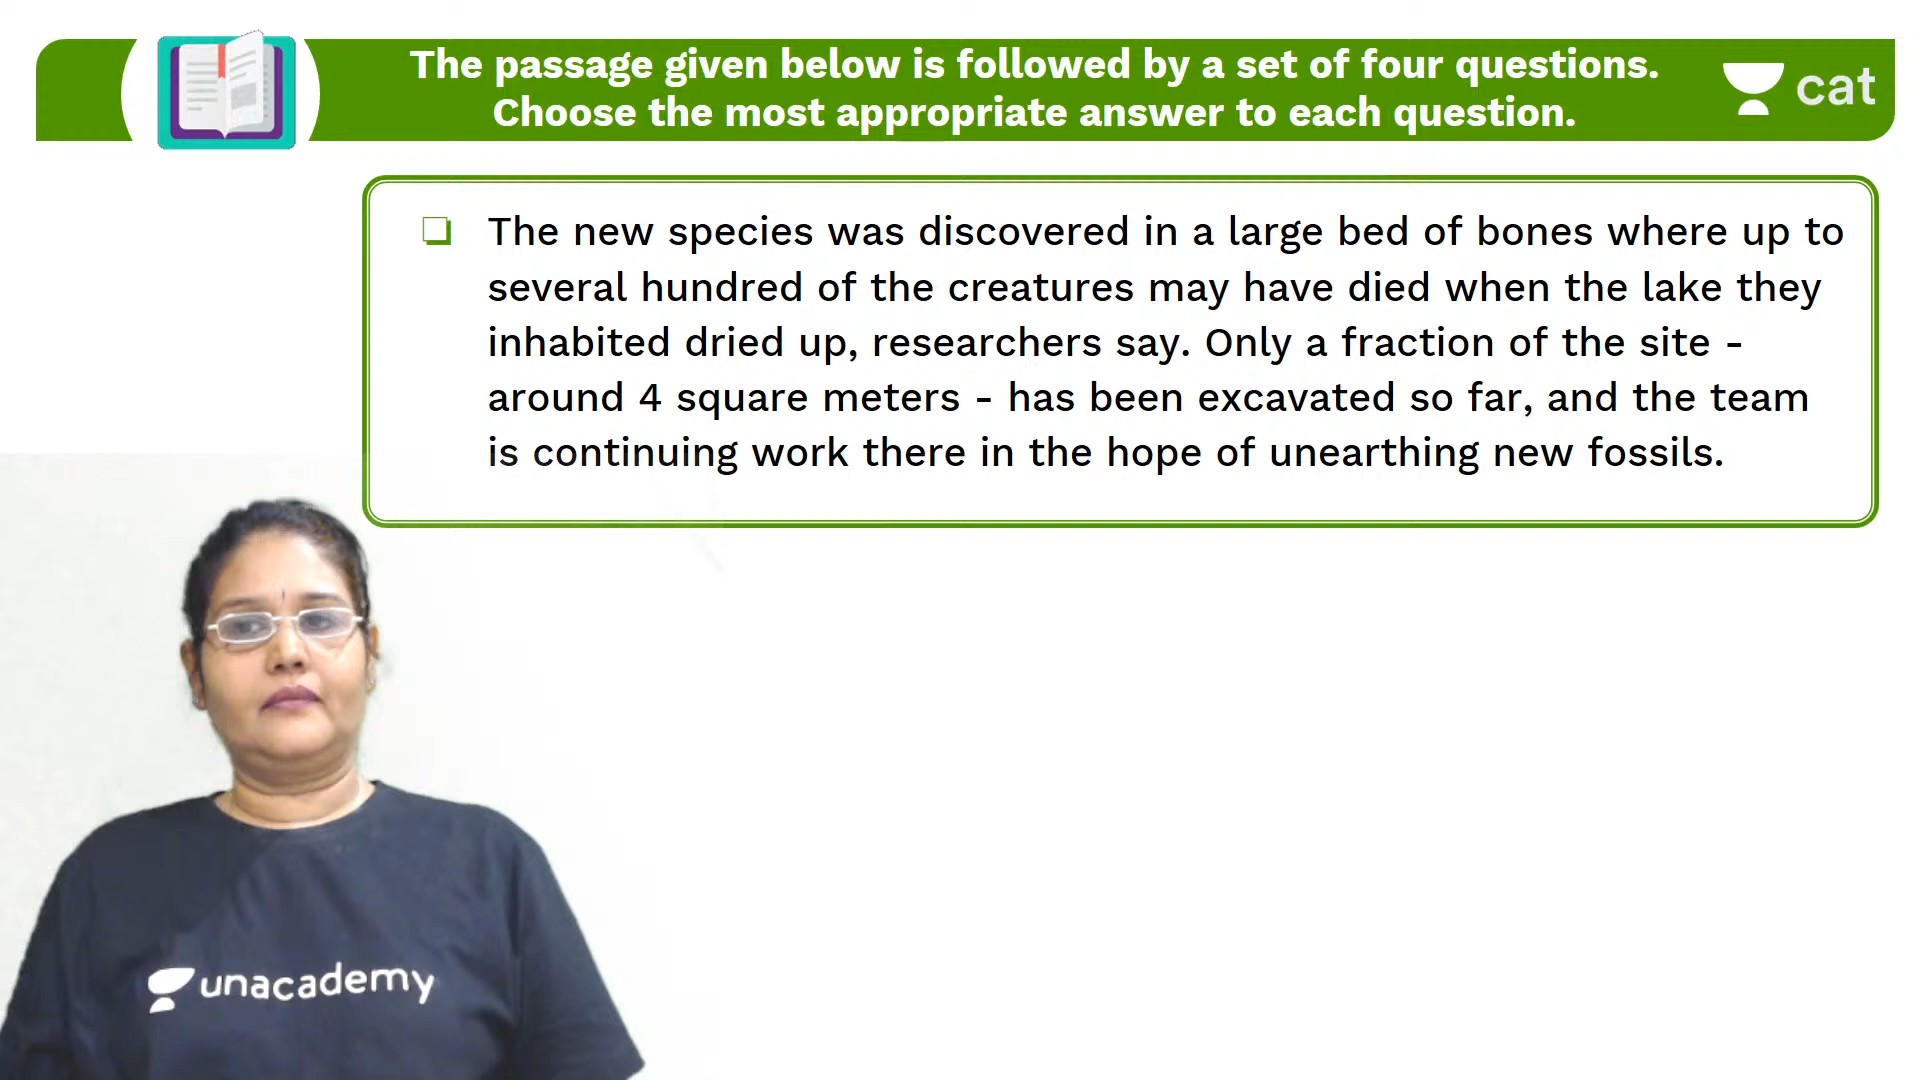 The passage given below is followed by a set of four questions.
Choose the most appropriate answer to each question.
cat
The new species was discovered in a large bed of bones where up to
several hundred of the creatures may have died when the lake they
inhabited dried up, researchers say. Only a fraction of the site -
around 4 square meters - has been excavated so far, and the team
is continuing work there in the hope of unearthing new fossils.
unacademy